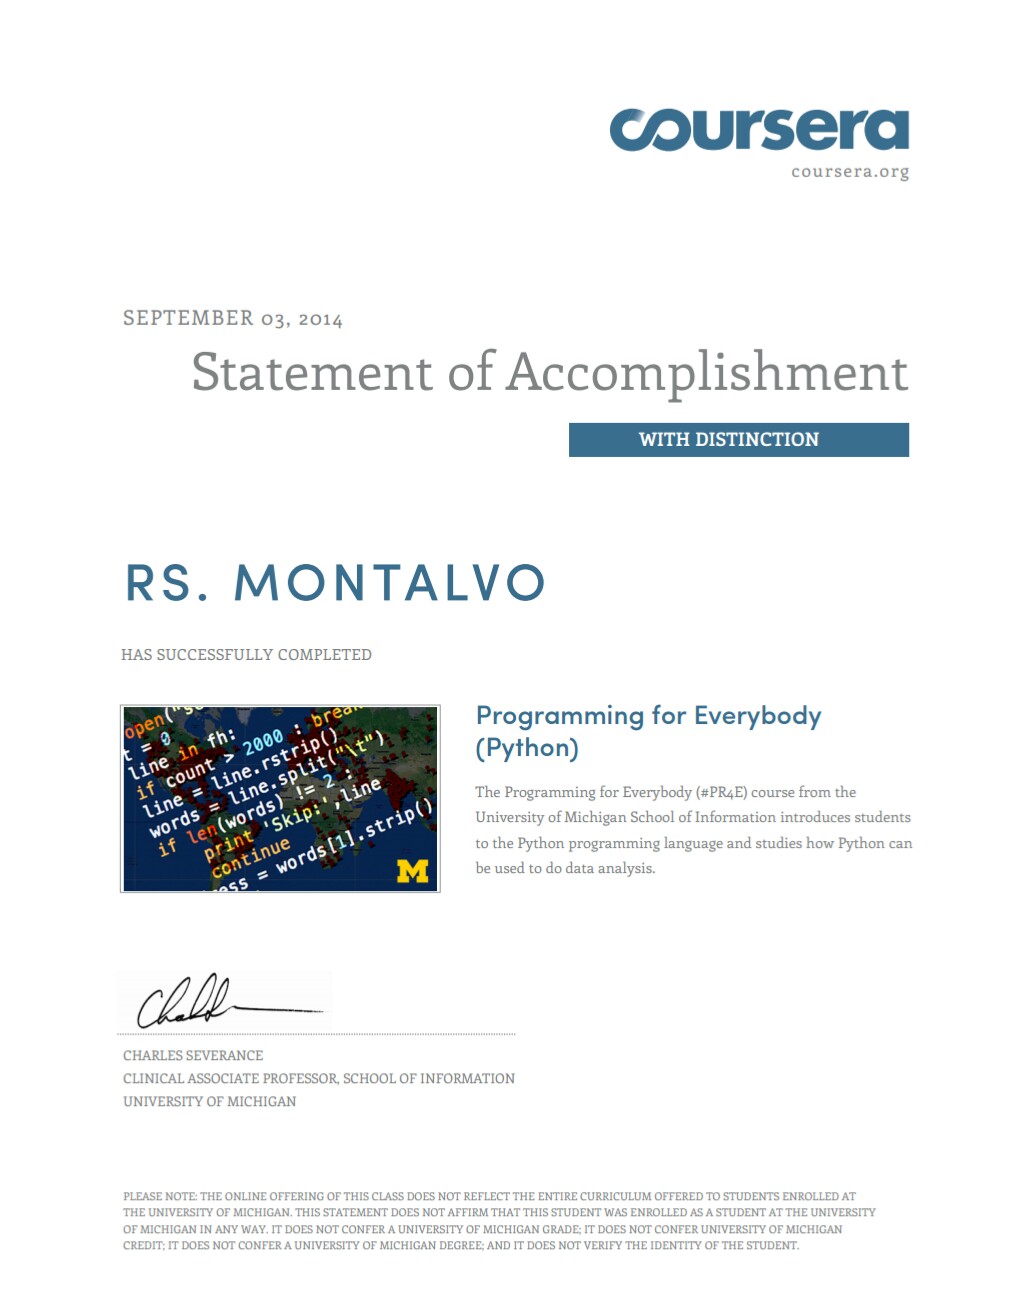 coursera
coursera.org
SEPTEMBER 03, 2014
Statement of Accomplishment
WITH DISTINCTION
RS. MONTALVO
HAS SUCCESSFULLY COMPLETED
open("
t = 0
line in fh:
if count > 2000 : break
line = line.rstrip()
words = line.split("\t")
if len(words) != 2 :
print 'Skip:',line
continue
ess = words[1].strip()
M
Programming for Everybody
(Python)
The Programming for Everybody (#PR4E) course from the
University of Michigan School of Information introduces students
to the Python programming language and studies how Python can
be used to do data analysis.
CHARLES SEVERANCE
CLINICAL ASSOCIATE PROFESSOR, SCHOOL OF INFORMATION
UNIVERSITY OF MICHIGAN
PLEASE NOTE: THE ONLINE OFFERING OF THIS CLASS DOES NOT REFLECT THE ENTIRE CURRICULUM OFFERED TO STUDENTS ENROLLED AT
THE UNIVERSITY OF MICHIGAN. THIS STATEMENT DOES NOT AFFIRM THAT THIS STUDENT WAS ENROLLED AS A STUDENT AT THE UNIVERSITY
OF MICHIGAN IN ANY WAY. IT DOES NOT CONFER A UNIVERSITY OF MICHIGAN GRADE; IT DOES NOT CONFER UNIVERSITY OF MICHIGAN
CREDIT; IT DOES NOT CONFER A UNIVERSITY OF MICHIGAN DEGREE; AND IT DOES NOT VERIFY THE IDENTITY OF THE STUDENT.